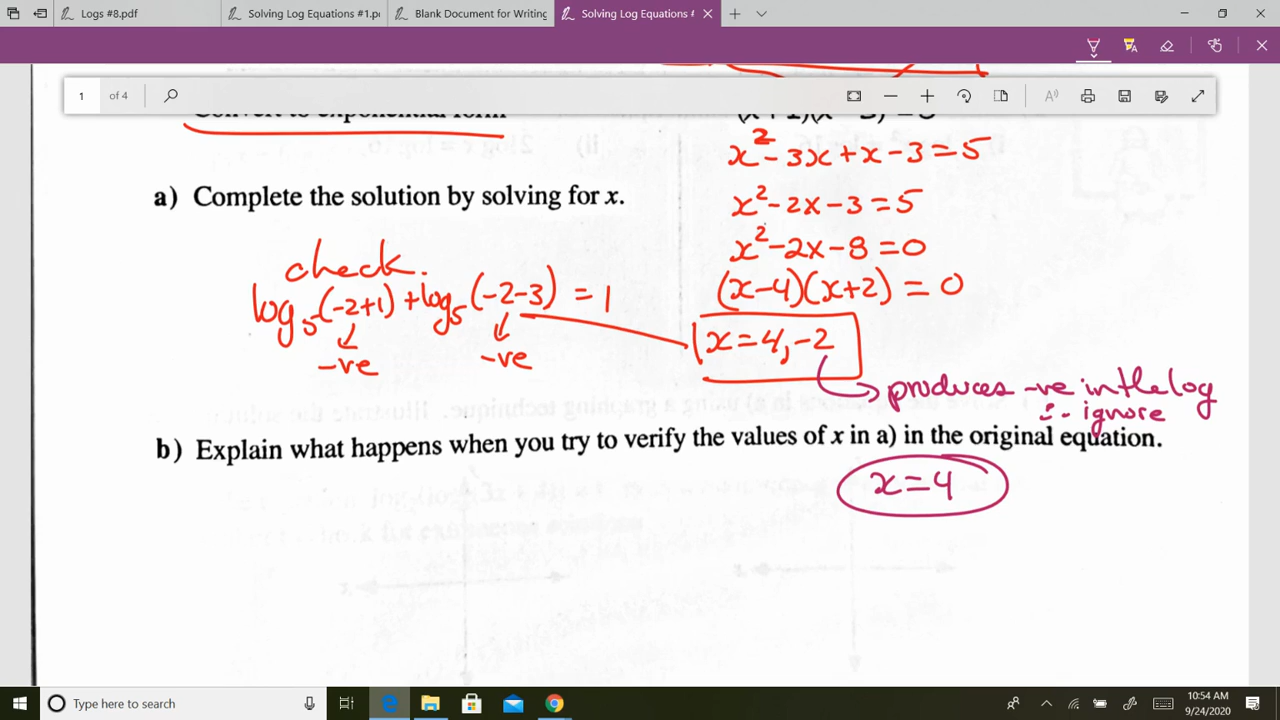 Logs #8.pdf
Solving Log Equations #1.p
Blank Document for Writing
Solving Log Equations #
1 of 4
Convert to exponential form
x² - 3x + x - 3 = 5
a) Complete the solution by solving for x.
x² - 2x - 3 = 5
check.
x² - 2x - 8 = 0
log₅(-2+1) + log₅(-2-3) = 1
(x-4)(x+2) = 0
-ve -ve
x = 4, -2
produces -ve in the log
∴ ignore
b) Explain what happens when you try to verify the values of x in a) in the original equation.
x = 4
Type here to search
10:54 AM
9/24/2020